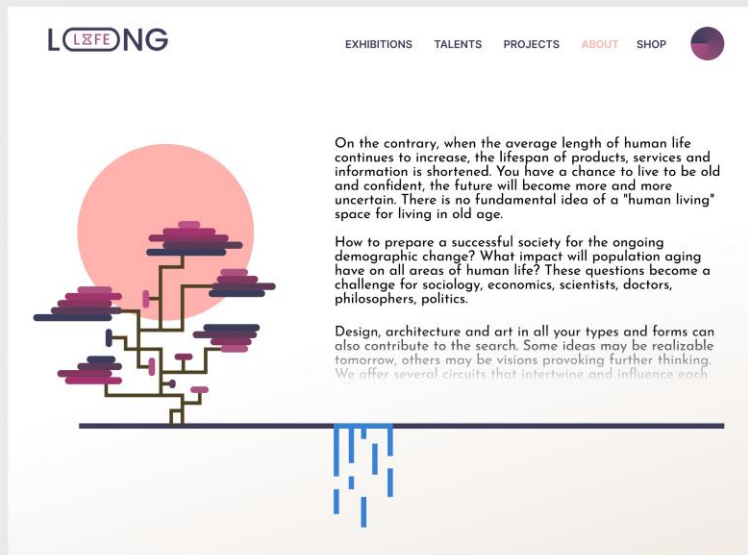 LOONG
LIFE
EXHIBITIONS TALENTS PROJECTS ABOUT SHOP
On the contrary, when the average length of human life
continues to increase, the lifespan of products, services and
information is shortened. You have a chance to live to be old
and confident, the future will become more and more
uncertain. There is no fundamental idea of a "human living"
space for living in old age.
How to prepare a successful society for the ongoing
demographic change? What impact will population aging
have on all areas of human life? These questions become a
challenge for sociology, economics, scientists, doctors,
philosophers, politics.
Design, architecture and art in all your types and forms can
also contribute to the search. Some ideas may be realizable
tomorrow, others may be visions provoking further thinking.
We offer several circuits that intertwine and influence each